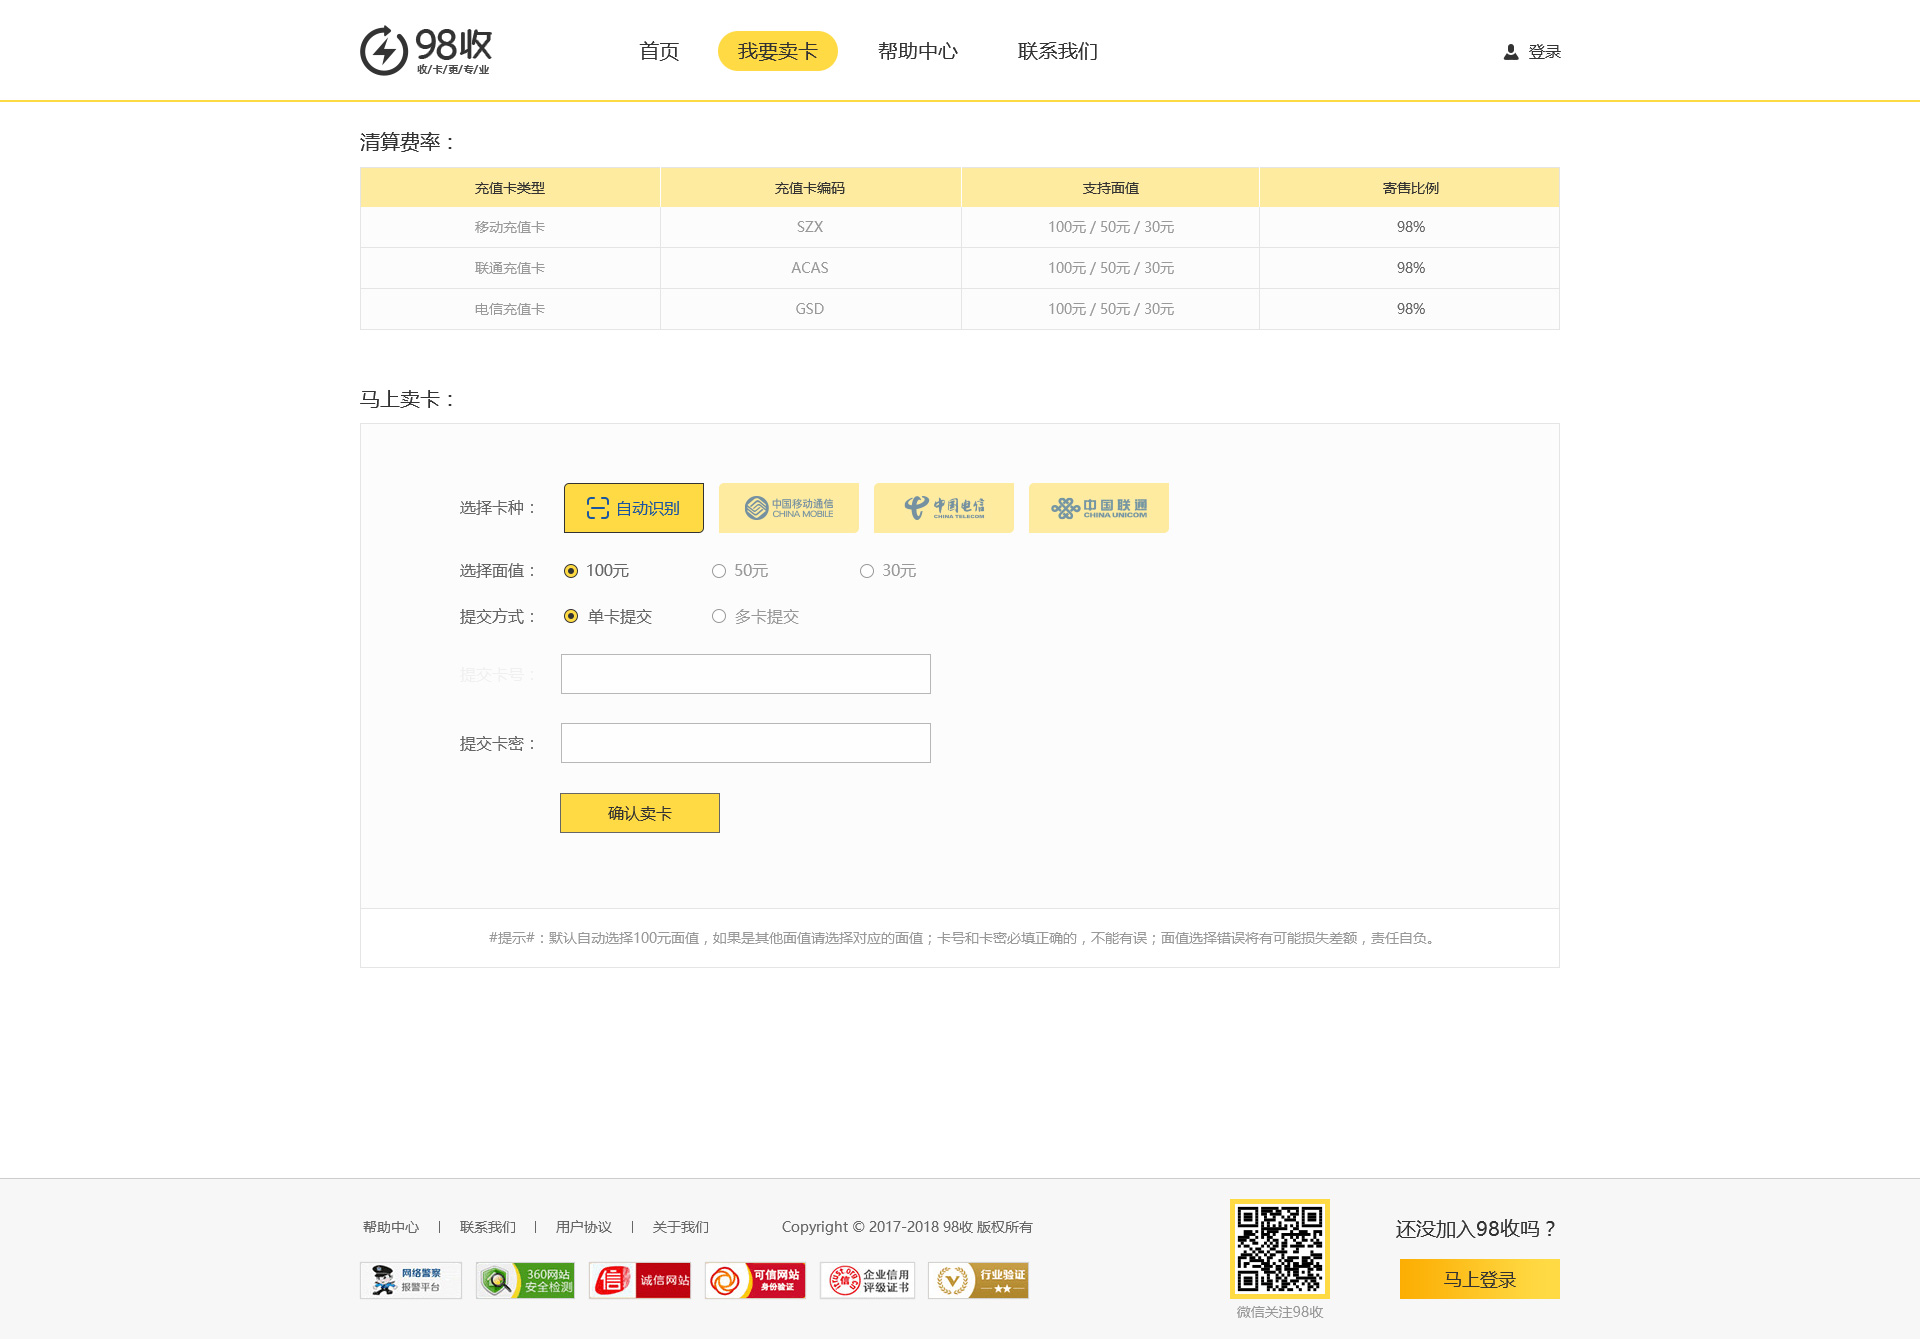 98收
收/卡/更/专/业
首页 我要卖卡 帮助中心 联系我们 登录
清算费率：
充值卡类型 充值卡编码 支持面值 寄售比例
移动充值卡 SZX 100元 / 50元 / 30元 98%
联通充值卡 ACAS 100元 / 50元 / 30元 98%
电信充值卡 GSD 100元 / 50元 / 30元 98%
马上卖卡：
选择卡种： 自动识别 中国移动通信 CHINA MOBILE 中国电信 CHINA TELECOM 中国联通 CHINA UNICOM
选择面值： 100元 50元 30元
提交方式： 单卡提交 多卡提交
提交卡号：
提交卡密：
确认卖卡
#提示#：默认自动选择100元面值，如果是其他面值请选择对应的面值；卡号和卡密必填正确的，不能有误；面值选择错误将有可能损失差额，责任自负。
帮助中心 | 联系我们 | 用户协议 | 关于我们 Copyright © 2017-2018 98收 版权所有
网络警察 报警平台
360网站 安全检测
信 诚信网站
可信网站 身份验证
信 企业信用 评级证书
行业验证
微信关注98收
还没加入98收吗？
马上登录